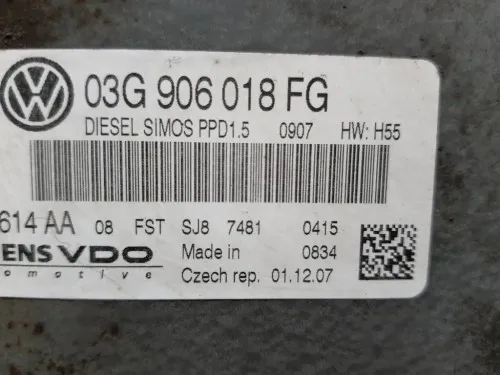 03G 906 018 FG
DIESEL SIMOS PPD1.5 0907 HW: H55
614 AA 08 FST SJ8 7481 0415
ENS VDO Made in 0834
omotive Czech rep. 01.12.07